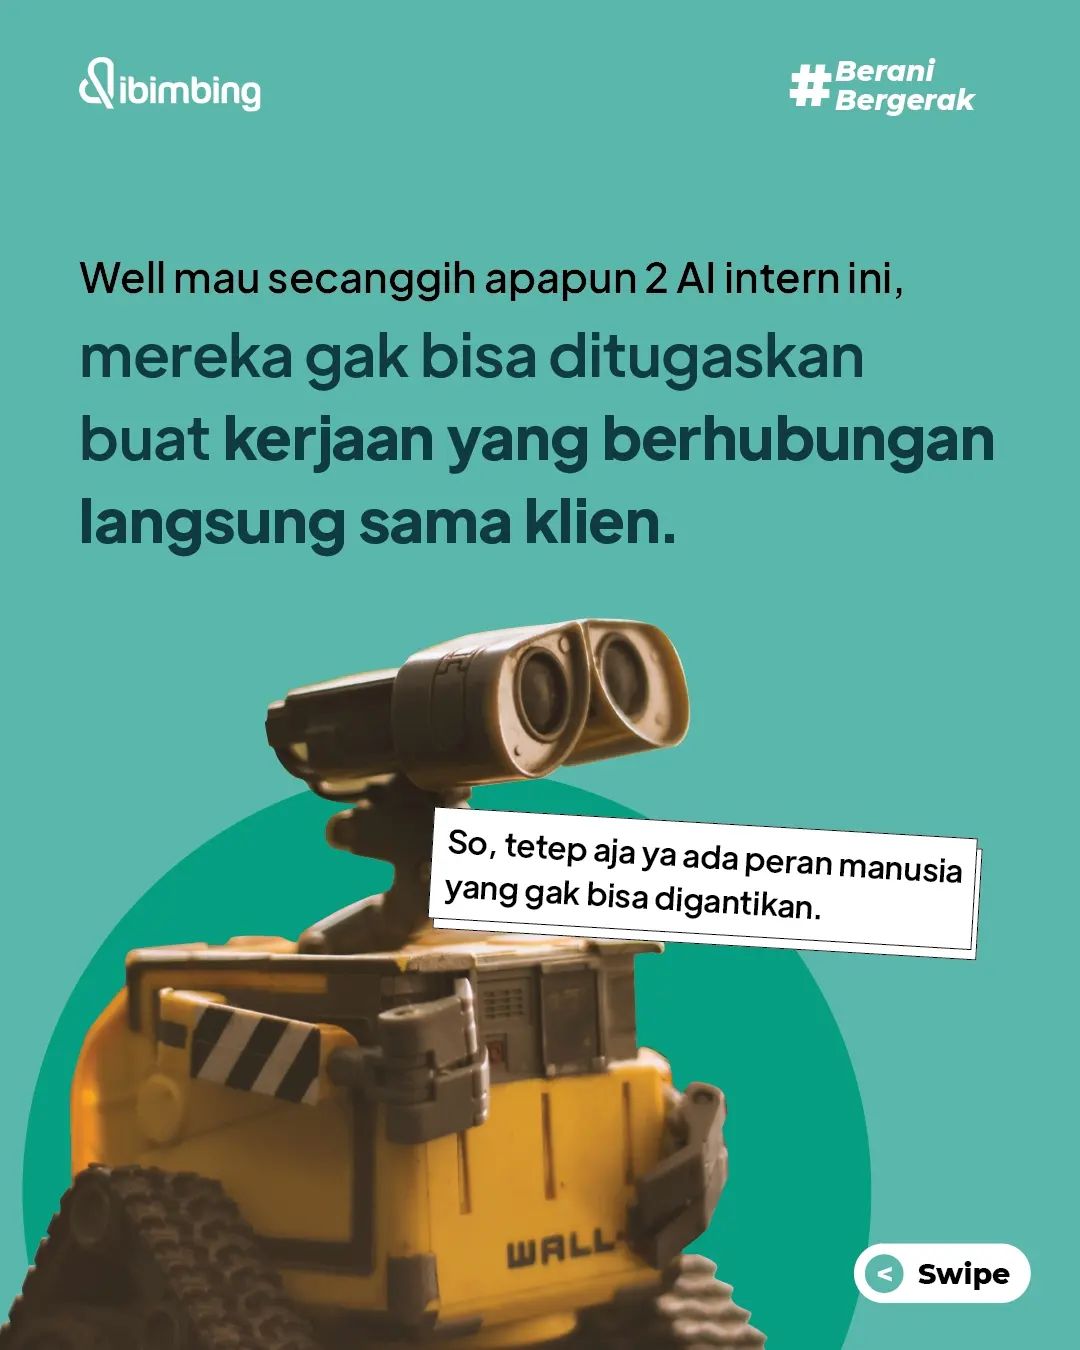 dibimbing
#Berani
Bergerak
Well mau secanggih apapun 2 AI intern ini,
mereka gak bisa ditugaskan
buat kerjaan yang berhubungan
langsung sama klien.
So, tetep aja ya ada peran manusia
yang gak bisa digantikan.
WALL
< Swipe